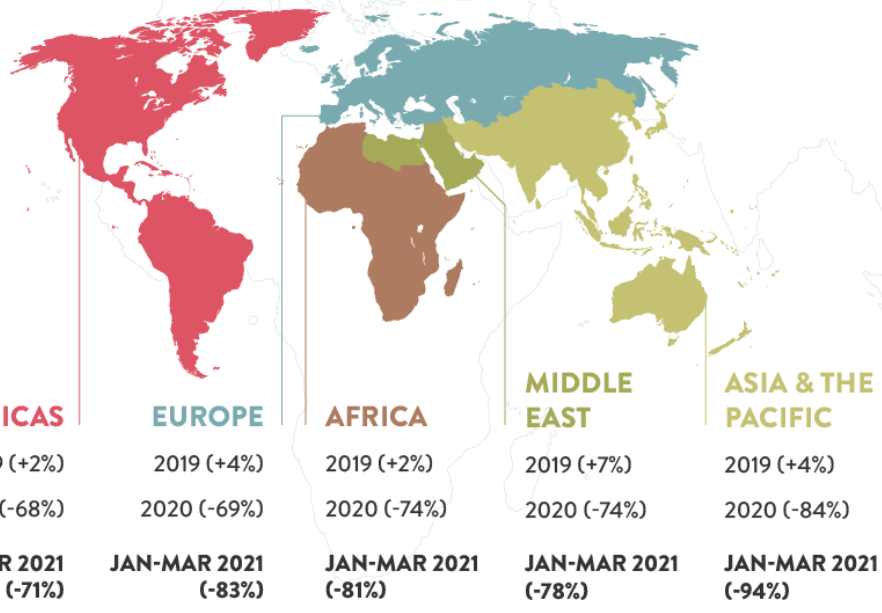 ICAS
(+2%)
(-68%)
2021
(-71%)
EUROPE
2019 (+4%)
2020 (-69%)
JAN-MAR 2021
(-83%)
AFRICA
2019 (+2%)
2020 (-74%)
JAN-MAR 2021
(-81%)
MIDDLE
EAST
2019 (+7%)
2020 (-74%)
JAN-MAR 2021
(-78%)
ASIA & THE
PACIFIC
2019 (+4%)
2020 (-84%)
JAN-MAR 2021
(-94%)